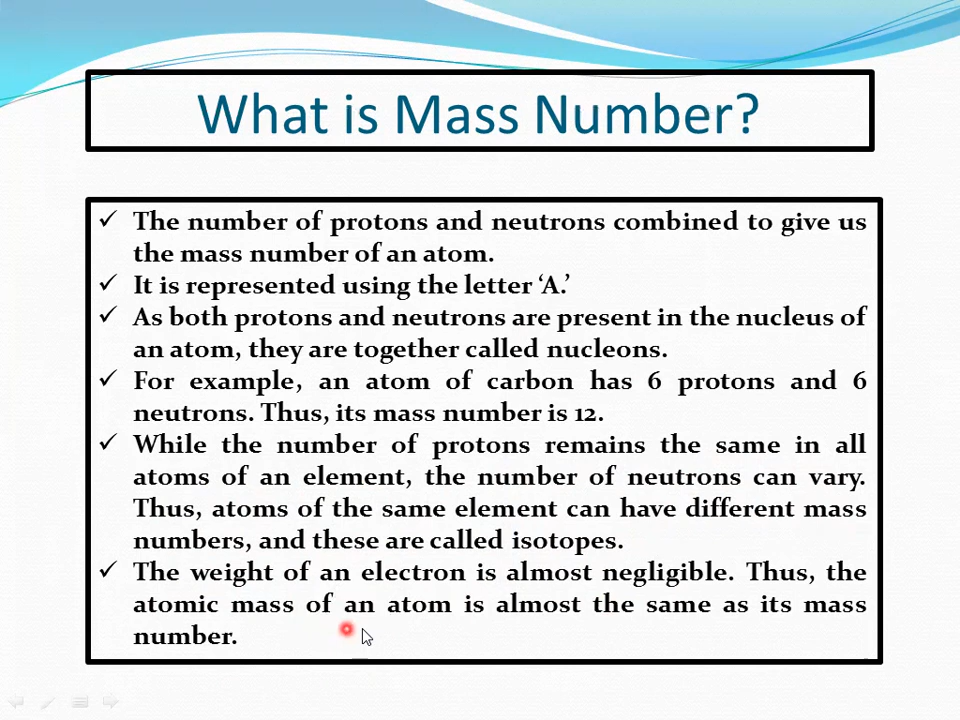 What is Mass Number?
✓ The number of protons and neutrons combined to give us
the mass number of an atom.
✓ It is represented using the letter ‘A.’
✓ As both protons and neutrons are present in the nucleus of
an atom, they are together called nucleons.
✓ For example, an atom of carbon has 6 protons and 6
neutrons. Thus, its mass number is 12.
✓ While the number of protons remains the same in all
atoms of an element, the number of neutrons can vary.
Thus, atoms of the same element can have different mass
numbers, and these are called isotopes.
✓ The weight of an electron is almost negligible. Thus, the
atomic mass of an atom is almost the same as its mass
number.